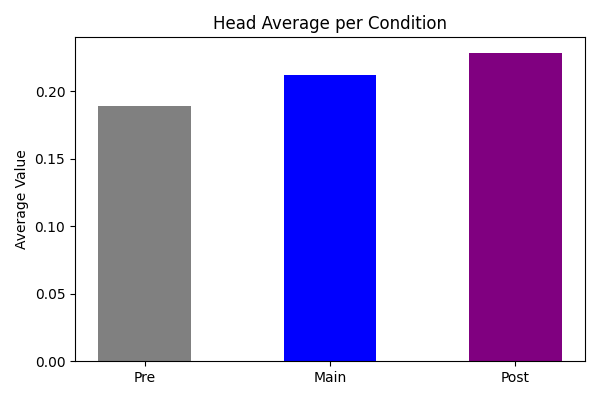 Head Average per Condition
Average Value
0.20
0.15
0.10
0.05
0.00
Pre
Main
Post